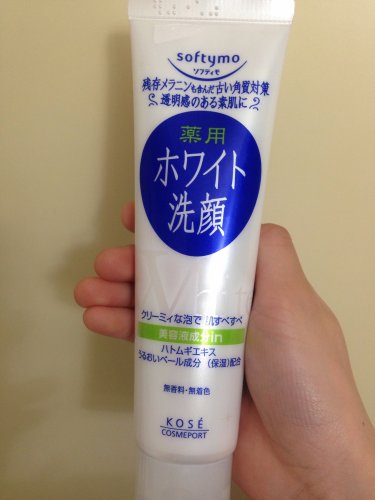 softymo
ソフティモ
残存メラニンも含んだ古い角質対策
透明感のある素肌に
薬用
ホワイト
洗顔
クリーミィな泡で 肌すべすべ
美容液成分in
ハトムギエキス
うるおいベール成分(保湿)配合
無香料・無着色
KOSÉ
COSMEPORT